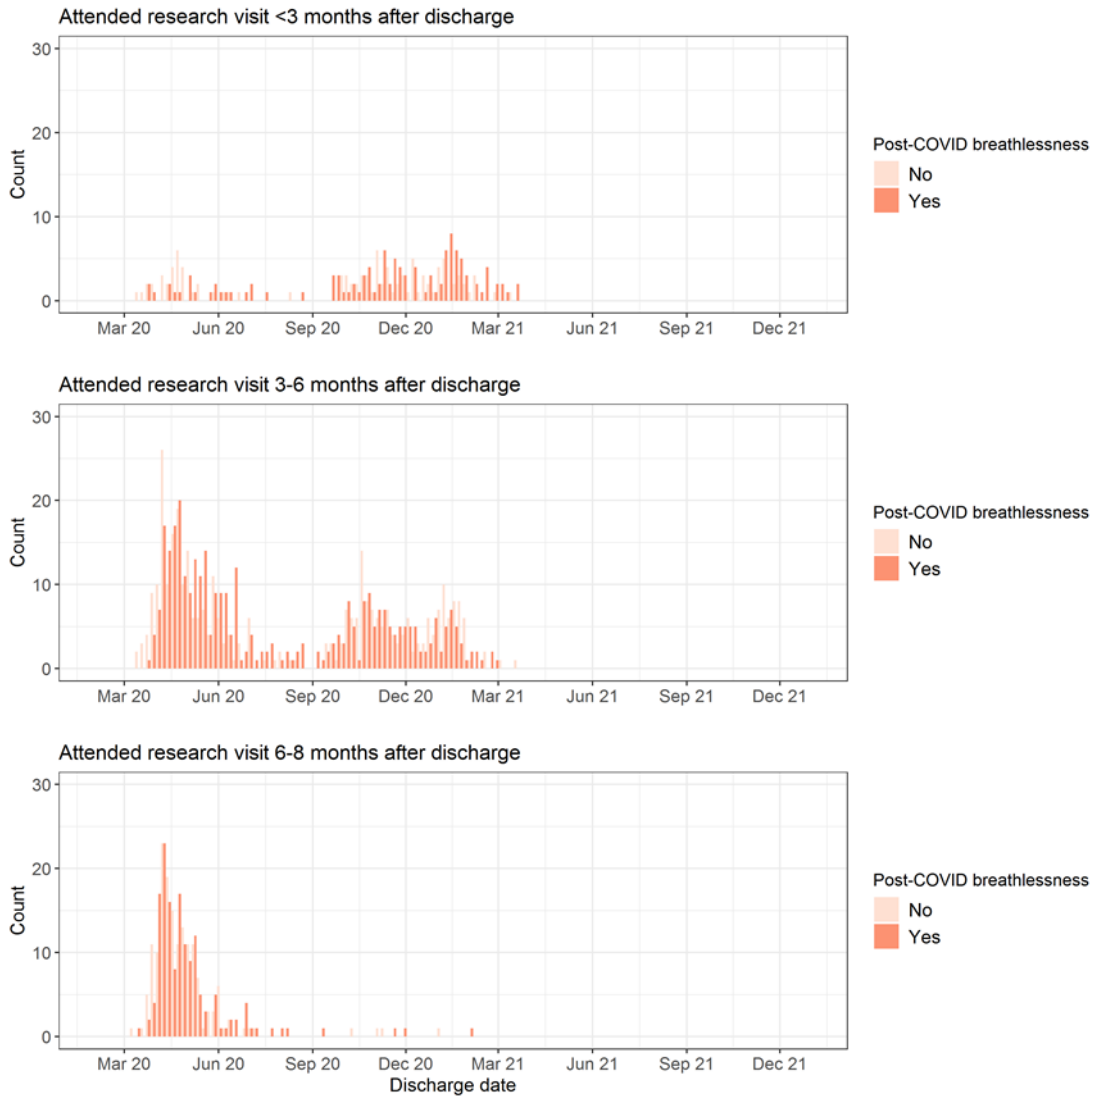 Attended research visit <3 months after discharge
30
20
10
0
Count
Mar 20 Jun 20 Sep 20 Dec 20 Mar 21 Jun 21 Sep 21 Dec 21
Post-COVID breathlessness
No
Yes
Attended research visit 3-6 months after discharge
30
20
10
0
Count
Mar 20 Jun 20 Sep 20 Dec 20 Mar 21 Jun 21 Sep 21 Dec 21
Post-COVID breathlessness
No
Yes
Attended research visit 6-8 months after discharge
30
20
10
0
Count
Mar 20 Jun 20 Sep 20 Dec 20 Mar 21 Jun 21 Sep 21 Dec 21
Discharge date
Post-COVID breathlessness
No
Yes